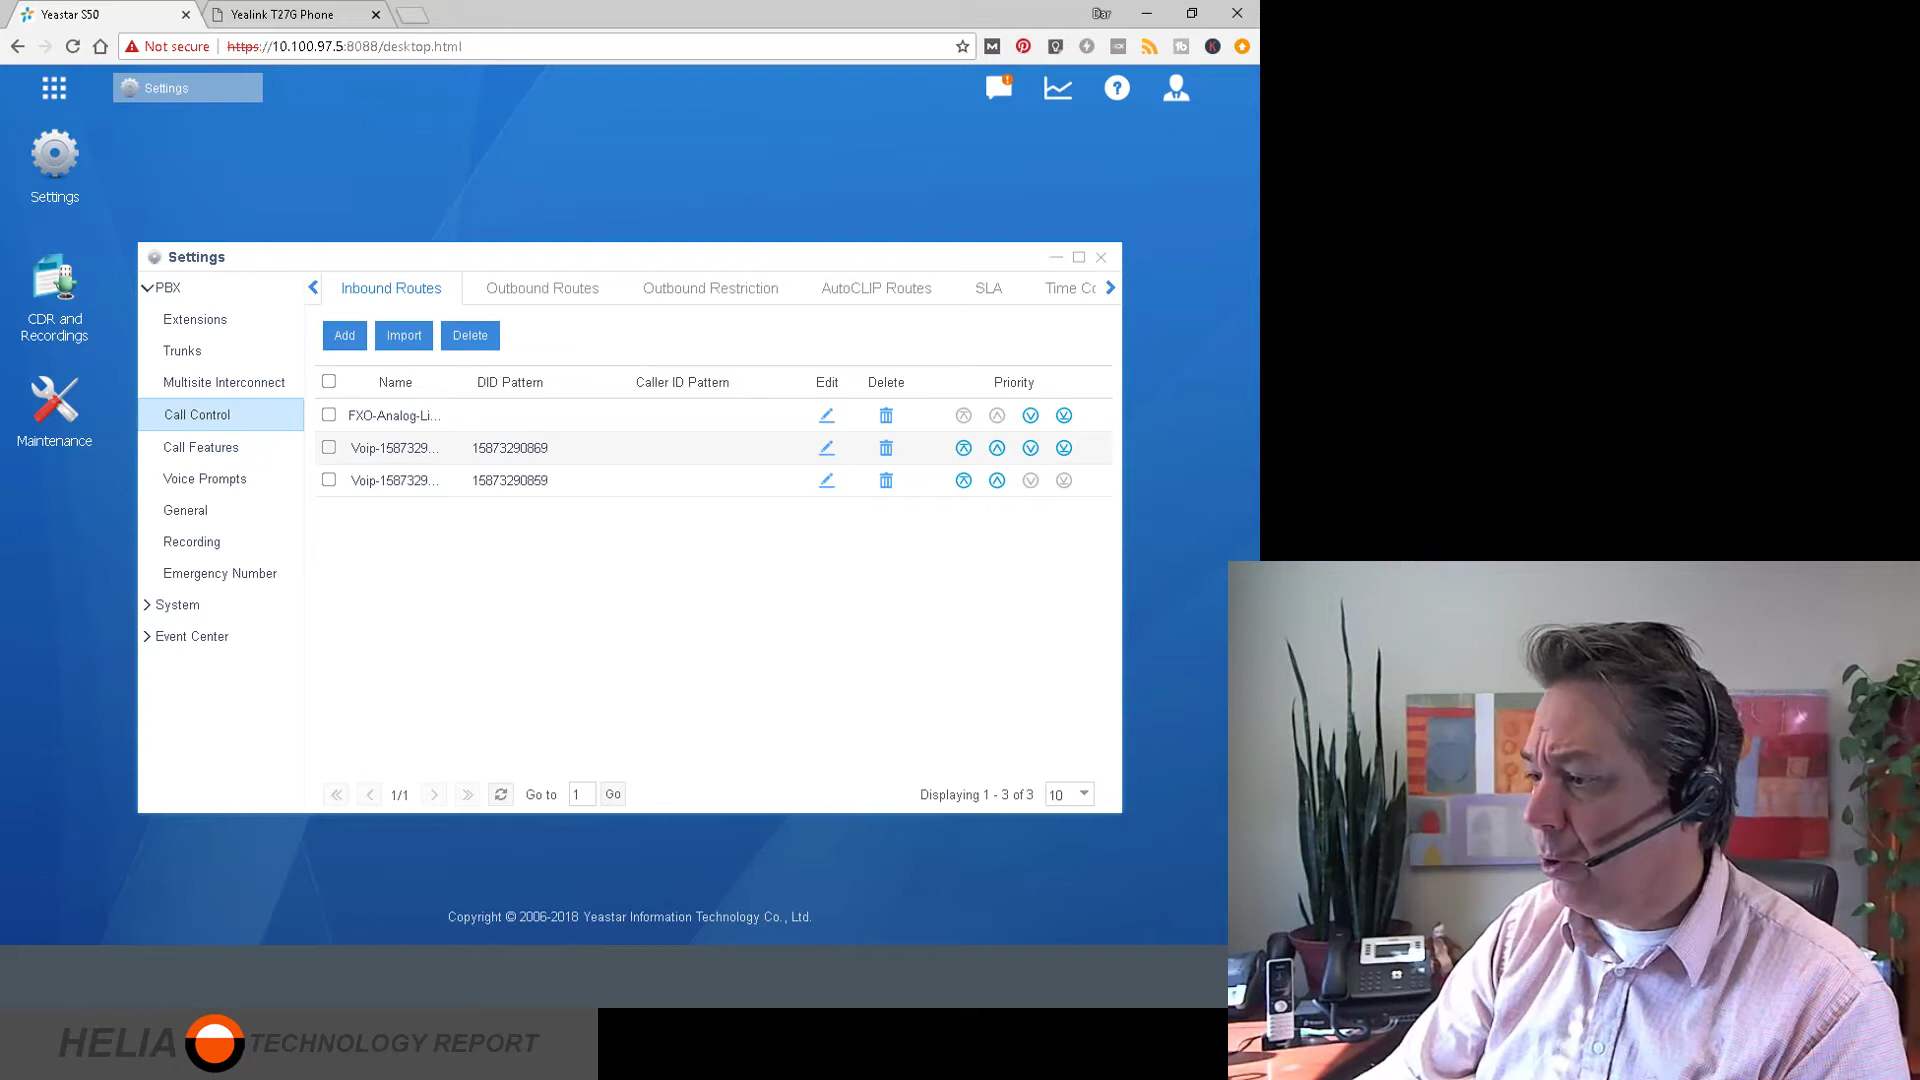 Yeastar S50
Yealink T27G Phone
Dar
Not secure
https://10.100.97.5:8088/desktop.html
Settings
Settings
CDR and
Recordings
Maintenance
Settings
PBX
Extensions
Trunks
Multisite Interconnect
Call Control
Call Features
Voice Prompts
General
Recording
Emergency Number
System
Event Center
Inbound Routes Outbound Routes Outbound Restriction AutoCLIP Routes SLA Time Co
Add Import Delete
Name DID Pattern Caller ID Pattern Edit Delete Priority
FXO-Analog-Li...
Voip-1587329... 15873290869
Voip-1587329... 15873290859
1/1 Go to 1 Go Displaying 1 - 3 of 3 10
Copyright © 2006-2018 Yeastar Information Technology Co., Ltd.
HELIA TECHNOLOGY REPORT